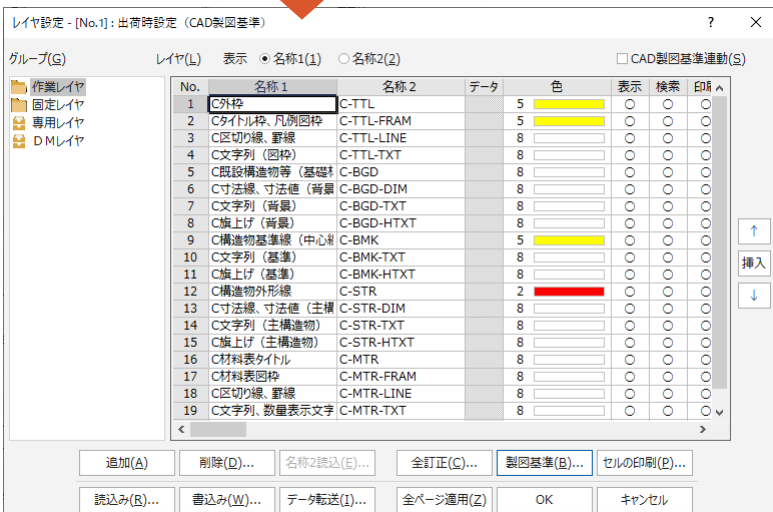 レイヤ設定 - [No.1] : 出荷時設定（CAD製図基準）
グループ(G) レイヤ(L) 表示 名称1(1) 名称2(2) CAD製図基準連動(S)
作業レイヤ
固定レイヤ
専用レイヤ
ＤＭレイヤ
No. 名称１ 名称２ データ 色 表示 検索
1 C外枠 C-TTL 5 ○ ○ ○
2 Cタイトル枠、凡例図枠 C-TTL-FRAM 5 ○ ○ ○
3 C区切り線、罫線 C-TTL-LINE 8 ○ ○ ○
4 C文字列（図枠） C-TTL-TXT 8 ○ ○ ○
5 C既設構造物等（基礎 C-BGD 8 ○ ○ ○
6 C寸法線、寸法値（背景 C-BGD-DIM 8 ○ ○ ○
7 C文字列（背景） C-BGD-TXT 8 ○ ○ ○
8 C旗上げ（背景） C-BGD-HTXT 8 ○ ○ ○
9 C構造物基準線（中心 C-BMK 5 ○ ○ ○
10 C文字列（基準） C-BMK-TXT 8 ○ ○ ○
11 C旗上げ（基準） C-BMK-HTXT 8 ○ ○ ○
12 C構造物外形線 C-STR 2 ○ ○ ○
13 C寸法線、寸法値（主構 C-STR-DIM 8 ○ ○ ○
14 C文字列（主構造物） C-STR-TXT 8 ○ ○ ○
15 C旗上げ（主構造物） C-STR-HTXT 8 ○ ○ ○
16 C材料表タイトル C-MTR 8 ○ ○ ○
17 C材料表図枠 C-MTR-FRAM 8 ○ ○ ○
18 C区切り線、罫線 C-MTR-LINE 8 ○ ○ ○
19 C文字列、数量表示文字 C-MTR-TXT 8 ○ ○ ○
↑
挿入
↓
追加(A) 削除(D)... 名称2読込(E)... 全訂正(C)... 製図基準(B)... セルの印刷(P)...
読込み(R)... 書込み(W)... データ転送(I)... 全ページ適用(Z) OK キャンセル